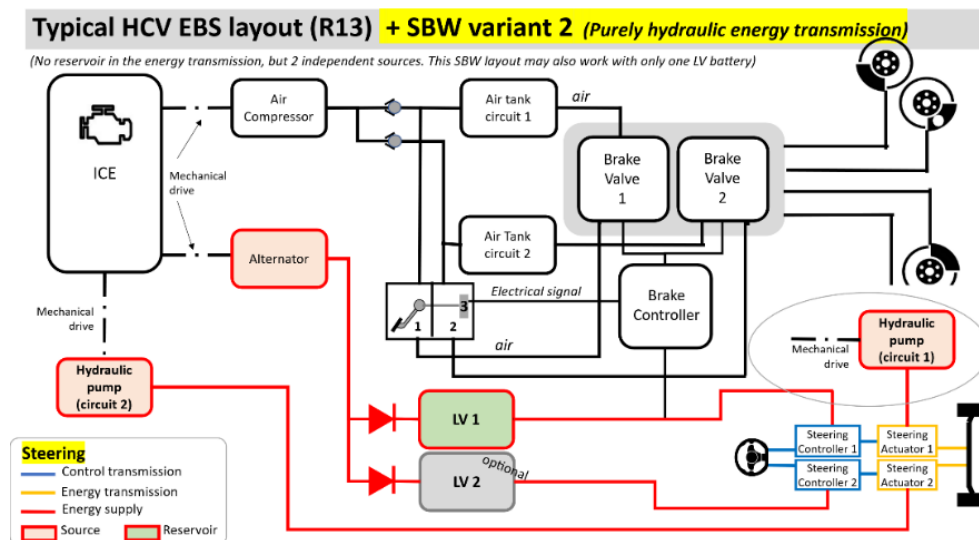 Typical HCV EBS layout (R13) + SBW variant 2 (Purely hydraulic energy transmission)
(No reservoir in the energy transmission, but 2 independent sources. This SBW layout may also work with only one LV battery)
ICE
Air
Compressor
Air tank
circuit 1
air
Brake
Valve
1
Brake
Valve
2
Mechanical
drive
Alternator
Air Tank
circuit 2
Electrical signal
Brake
Controller
1
2
3
air
Mechanical
drive
Hydraulic
pump
(circuit 2)
Mechanical
drive
Hydraulic
pump
(circuit 1)
LV 1
LV 2
optional
Steering
Controller 1
Steering
Actuator 1
Steering
Controller 2
Steering
Actuator 2
Steering
Control transmission
Energy transmission
Energy supply
Source
Reservoir